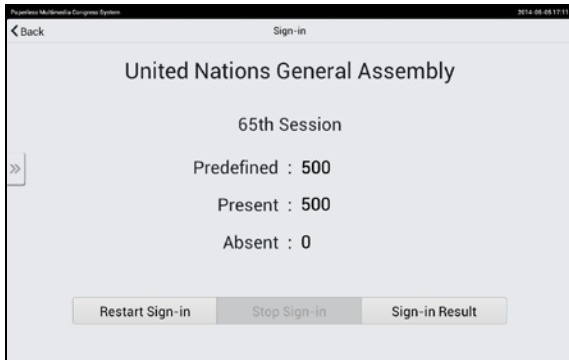 Paperless Multimedia Congress System 2014-06-05 17:11
Back Sign-in
United Nations General Assembly
65th Session
Predefined : 500
Present : 500
Absent : 0
Restart Sign-in Stop Sign-in Sign-in Result